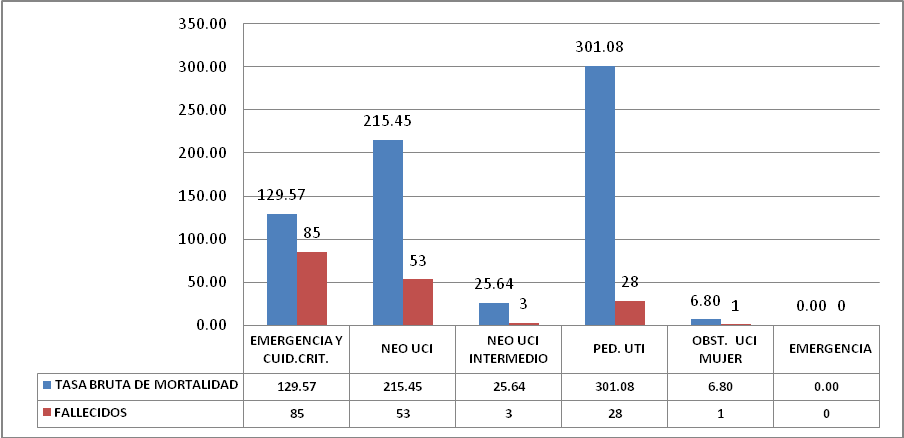 350.00
300.00
250.00
200.00
150.00
100.00
50.00
0.00
129.57
85
215.45
53
25.64
3
301.08
28
6.80
1
0.00
0
EMERGENCIA Y CUID.CRIT.
NEO UCI
NEO UCI INTERMEDIO
PED. UTI
OBST. UCI MUJER
EMERGENCIA
TASA BRUTA DE MORTALIDAD 129.57 215.45 25.64 301.08 6.80 0.00
FALLECIDOS 85 53 3 28 1 0